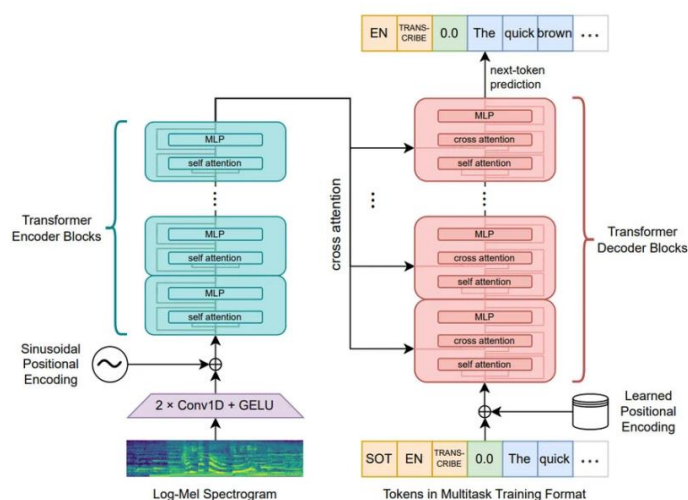 EN TRANS- CRIBE 0.0 The quick brown ...
next-token
prediction
MLP
self attention
...
MLP
self attention
MLP
self attention
Transformer
Encoder Blocks
cross attention
...
MLP
cross attention
self attention
...
MLP
cross attention
self attention
MLP
cross attention
self attention
Transformer
Decoder Blocks
Sinusoidal
Positional
Encoding
2 × Conv1D + GELU
Learned
Positional
Encoding
SOT EN TRANS- CRIBE 0.0 The quick ...
Log-Mel Spectrogram
Tokens in Multitask Training Format